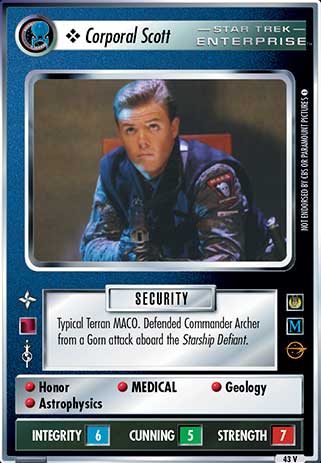 Corporal Scott
STAR TREK
ENTERPRISE™
NOT ENDORSED BY CBS OR PARAMOUNT PICTURES
SECURITY
Typical Terran MACO. Defended Commander Archer
from a Gorn attack aboard the Starship Defiant.
M
Honor
MEDICAL
Geology
Astrophysics
INTEGRITY 6 CUNNING 5 STRENGTH 7
43 V